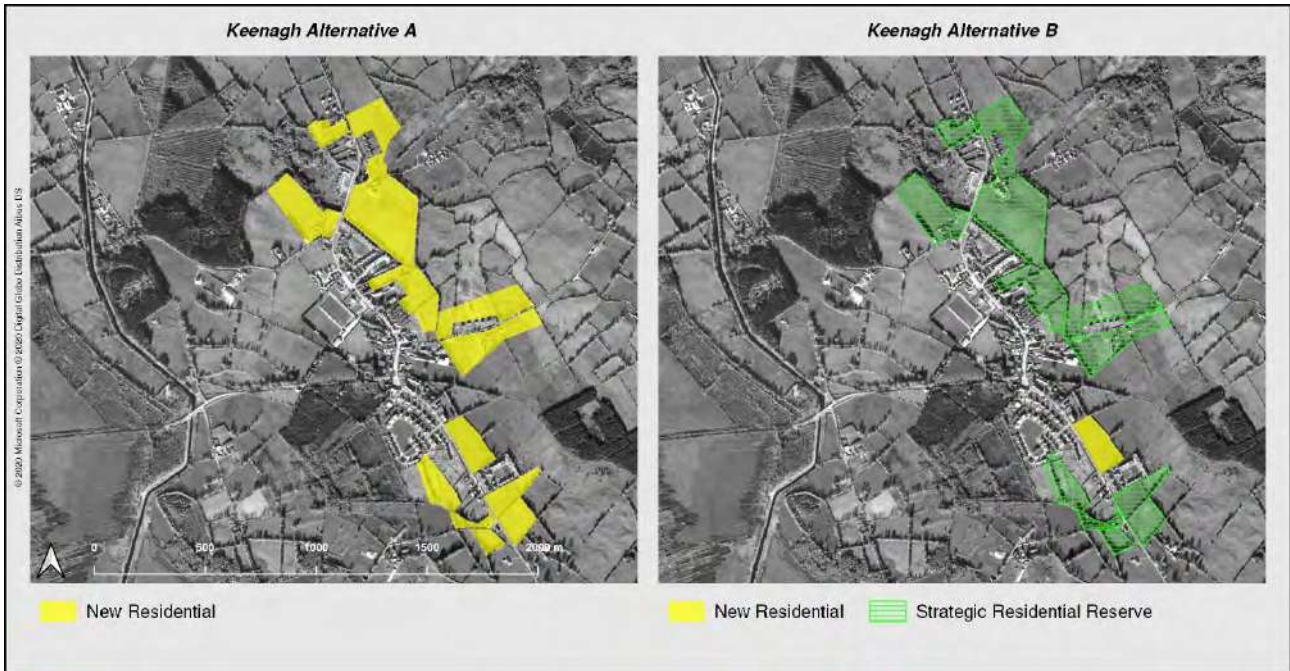 Keenagh Alternative A
Keenagh Alternative B
© 2020 Microsoft Corporation © 2020 Digital Globe Distribution Airbus DS
0 500 1000 1500 2000 m
New Residential
New Residential
Strategic Residential Reserve